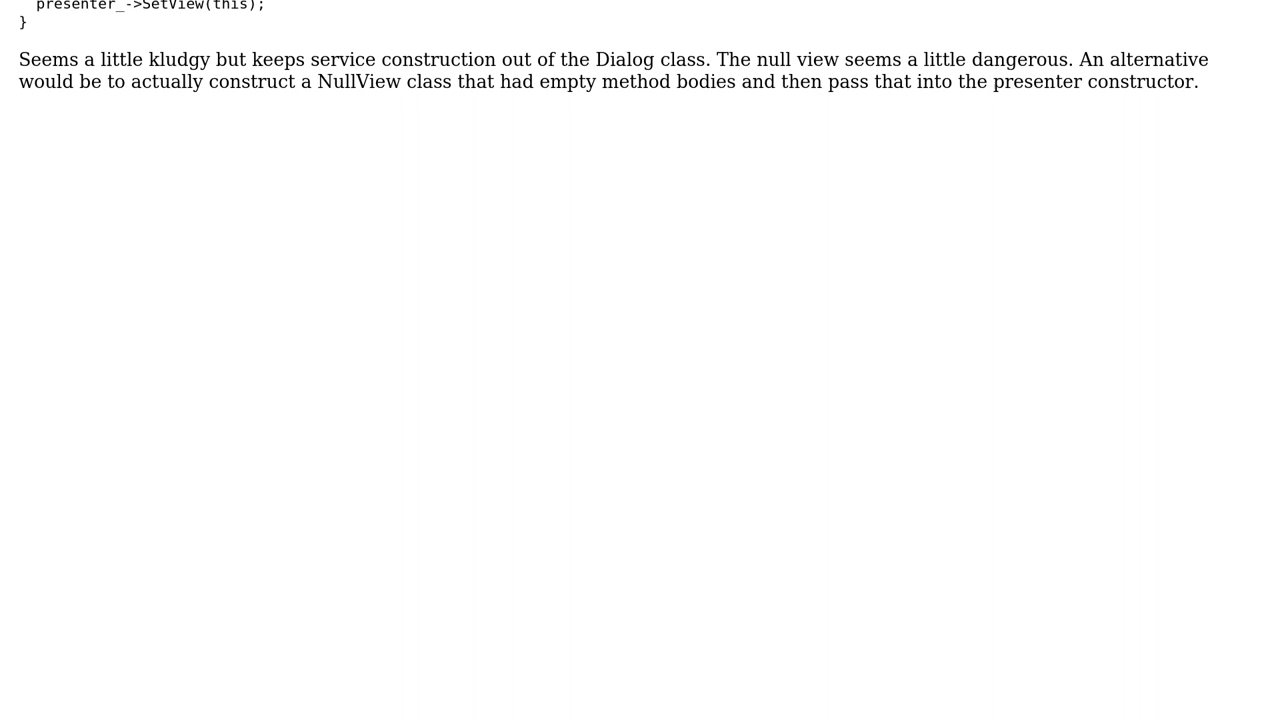 presenter_->SetView(this);
}
Seems a little kludgy but keeps service construction out of the Dialog class. The null view seems a little dangerous. An alternative
would be to actually construct a NullView class that had empty method bodies and then pass that into the presenter constructor.